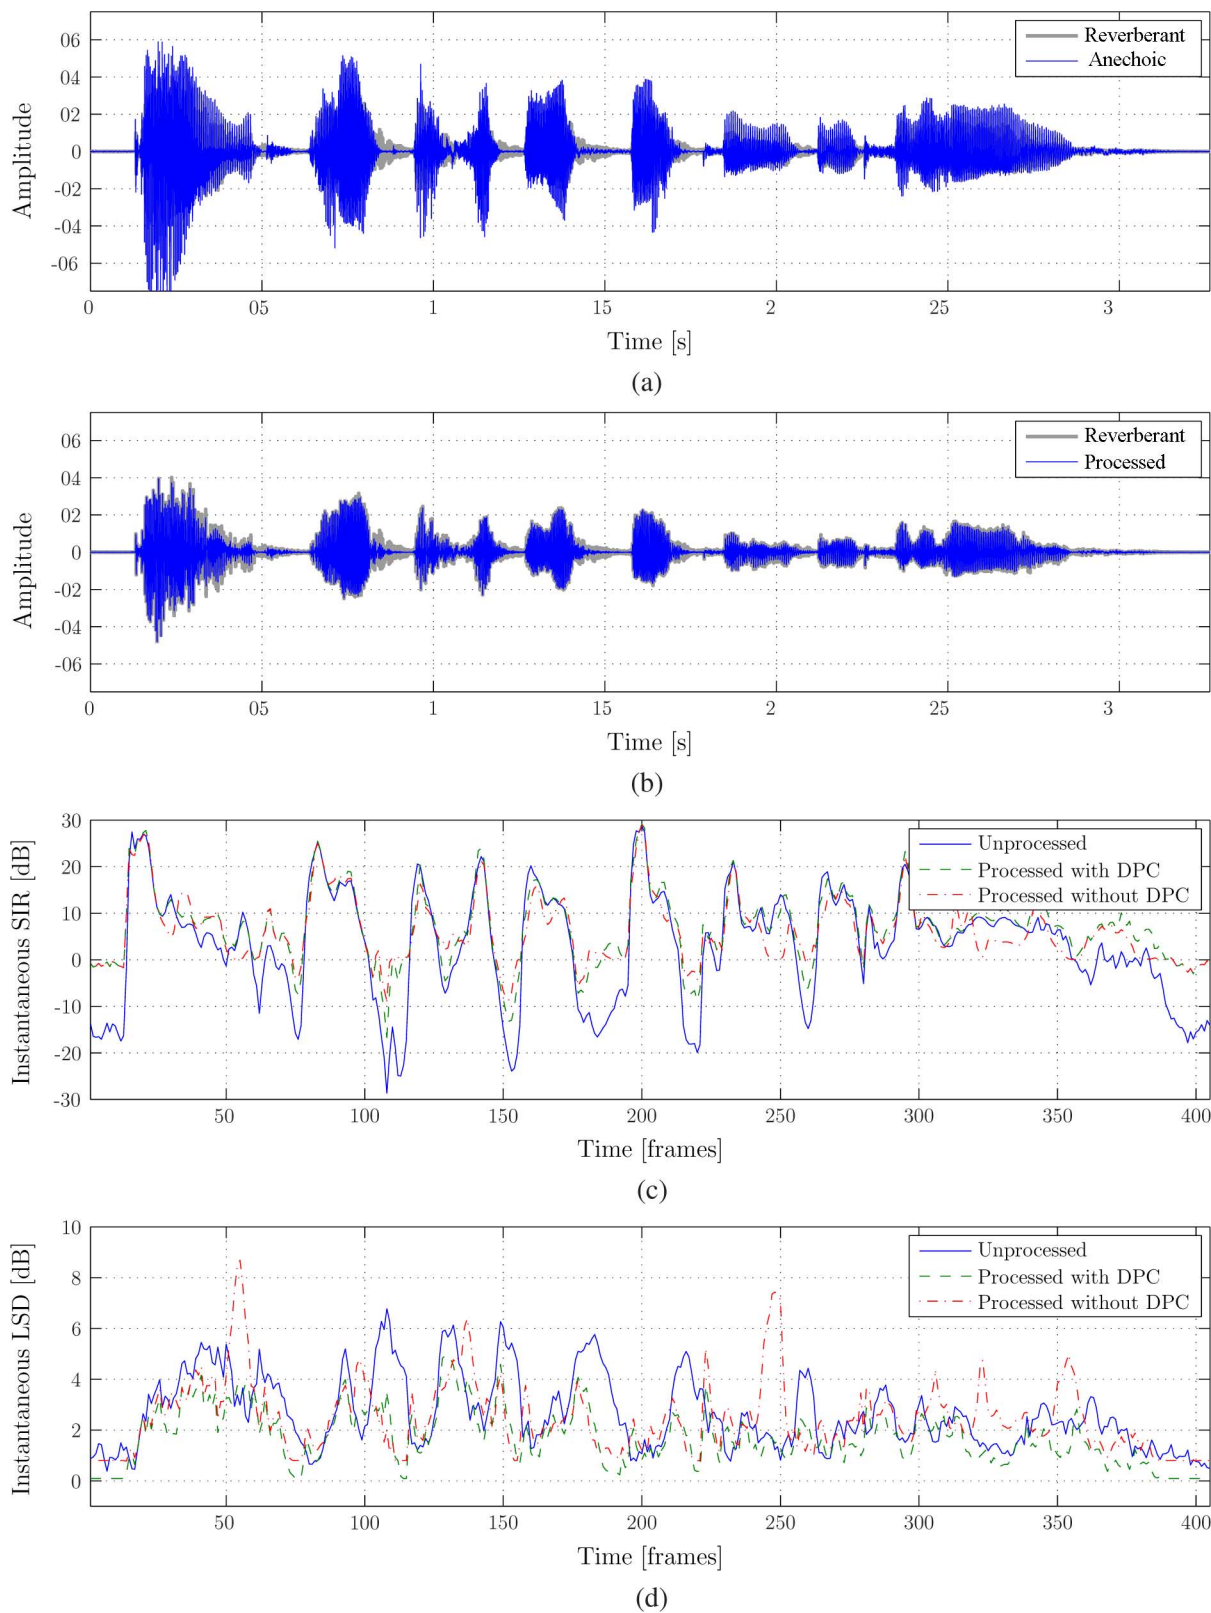 06
04
02
0
-02
-04
-06
Amplitude
Reverberant
Anechoic
0 05 1 15 2 25 3
Time [s]
(a)
06
04
02
0
-02
-04
-06
Amplitude
Reverberant
Processed
0 05 1 15 2 25 3
Time [s]
(b)
30
20
10
0
-10
-20
-30
Instantaneous SIR [dB]
Unprocessed
Processed with DPC
Processed without DPC
50 100 150 200 250 300 350 400
Time [frames]
(c)
10
8
6
4
2
0
Instantaneous LSD [dB]
Unprocessed
Processed with DPC
Processed without DPC
50 100 150 200 250 300 350 400
Time [frames]
(d)